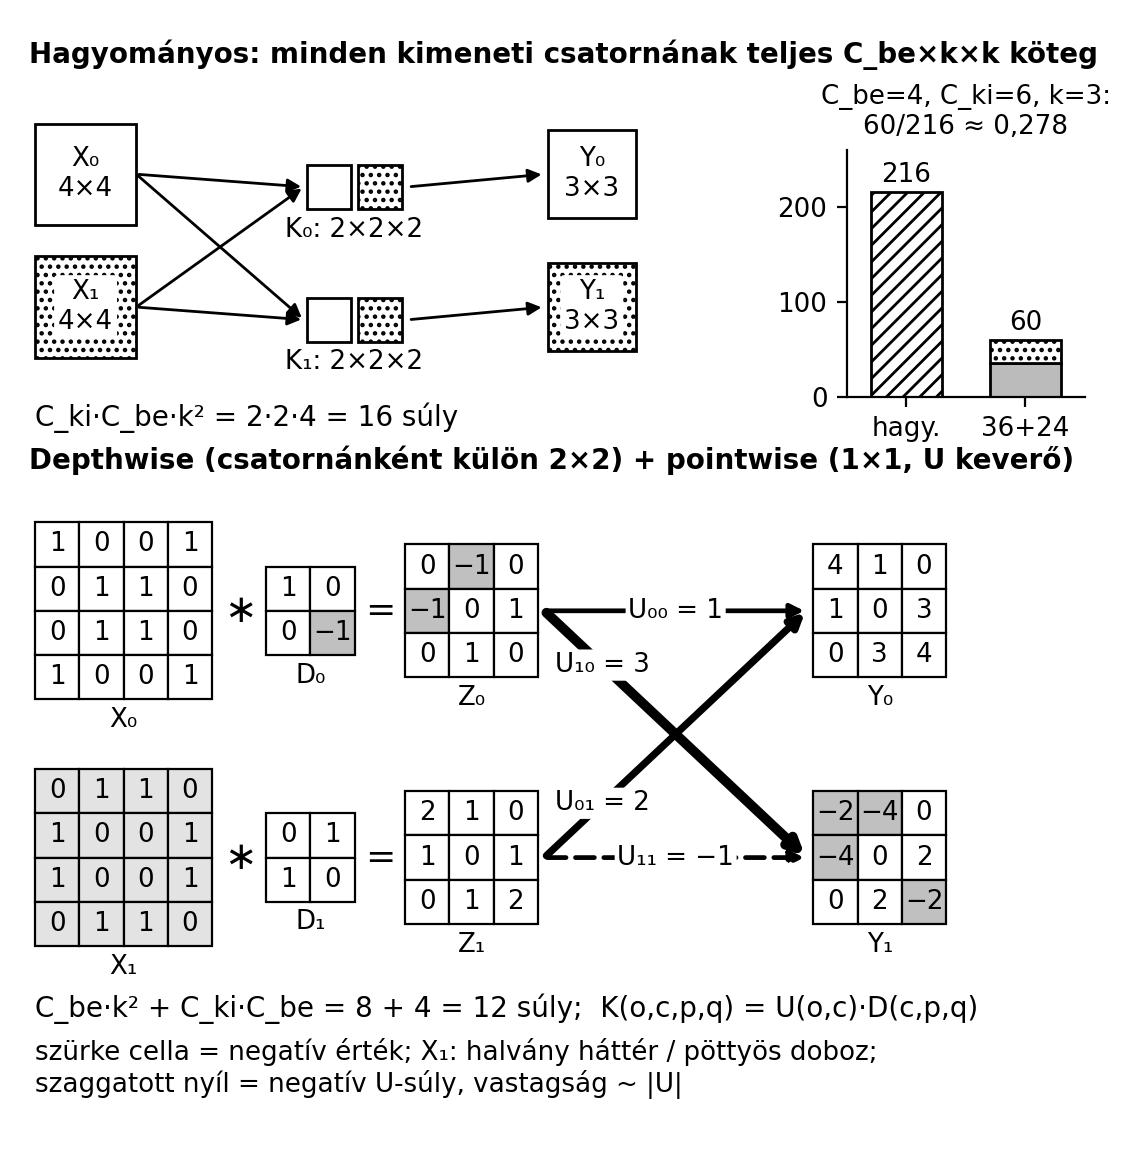 Hagyományos: minden kimeneti csatornának teljes C_be×k×k köteg
C_be=4, C_ki=6, k=3:
60/216 ≈ 0,278
X₀
4×4
K₀: 2×2×2
Y₀
3×3
X₁
4×4
K₁: 2×2×2
Y₁
3×3
216
200
100
0
60
hagy.
36+24
C_ki·C_be·k² = 2·2·4 = 16 súly
Depthwise (csatornánként külön 2×2) + pointwise (1×1, U keverő)
1 0 0 1
0 1 1 0
0 1 1 0
1 0 0 1
X₀
∗
1 0
0 −1
D₀
=
0 −1 0
−1 0 1
0 1 0
Z₀
U₀₀ = 1
U₁₀ = 3
4 1 0
1 0 3
0 3 4
Y₀
0 1 1 0
1 0 0 1
1 0 0 1
0 1 1 0
X₁
∗
0 1
1 0
D₁
=
2 1 0
1 0 1
0 1 2
Z₁
U₀₁ = 2
U₁₁ = −1
−2 −4 0
−4 0 2
0 2 −2
Y₁
C_be·k² + C_ki·C_be = 8 + 4 = 12 súly;  K(o,c,p,q) = U(o,c)·D(c,p,q)
szürke cella = negatív érték; X₁: halvány háttér / pöttyös doboz;
szaggatott nyíl = negatív U-súly, vastagság ~ |U|